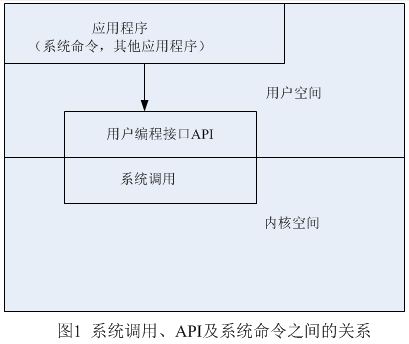 应用程序
（系统命令，其他应用程序）
用户空间
用户编程接口API
系统调用
内核空间
图1 系统调用、API及系统命令之间的关系